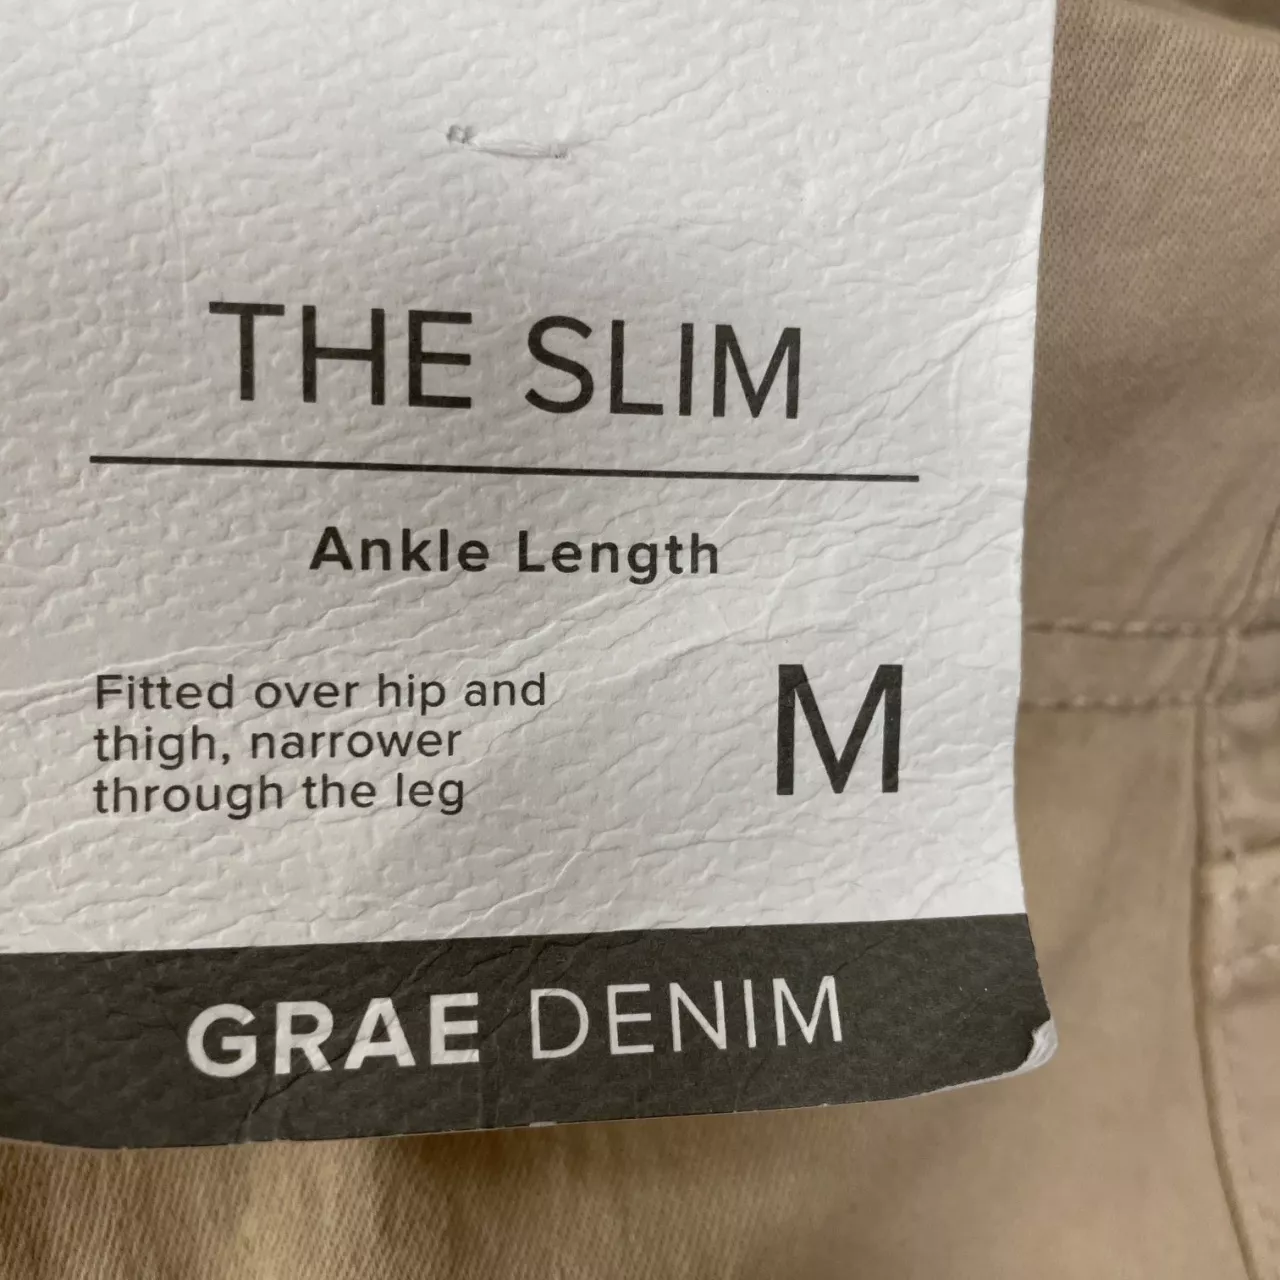 THE SLIM
Ankle Length
Fitted over hip and
thigh, narrower
through the leg
M
GRAE DENIM